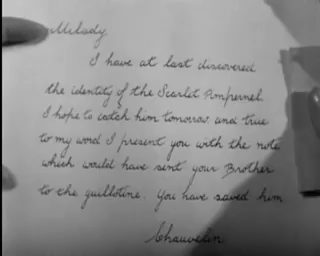 Milady
I have at last discovered
the identity of the Scarlet Pimpernel.
I hope to catch him tomorrow, and true
to my word I present you with the note
which would have sent your Brother
to the guillotine. You have saved him
Chauvelin